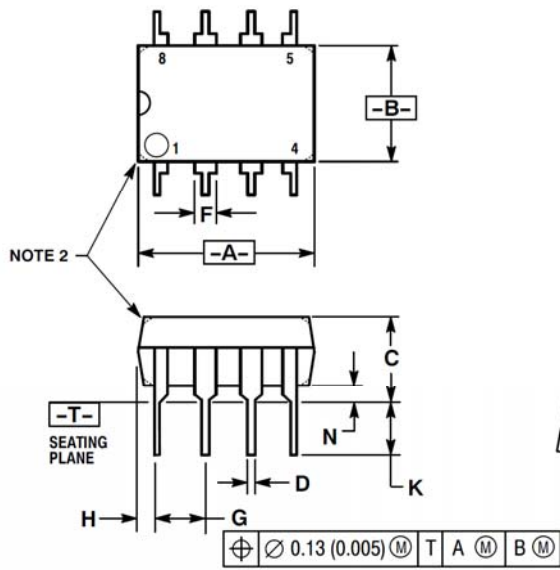 8 5
-B-
1 4
F
NOTE 2
-A-
C
-T-
N
SEATING
PLANE
D
K
H
G
⌖ ⌀ 0.13 (0.005) Ⓜ T A Ⓜ B Ⓜ